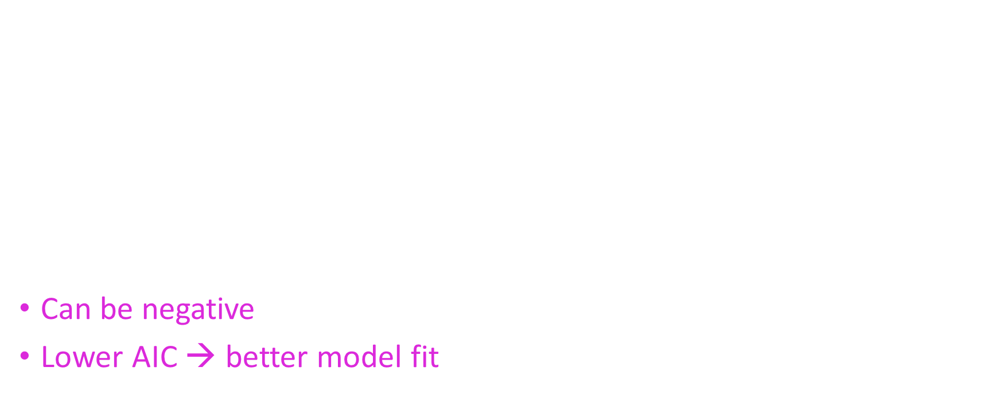 • Can be negative
• Lower AIC → better model fit